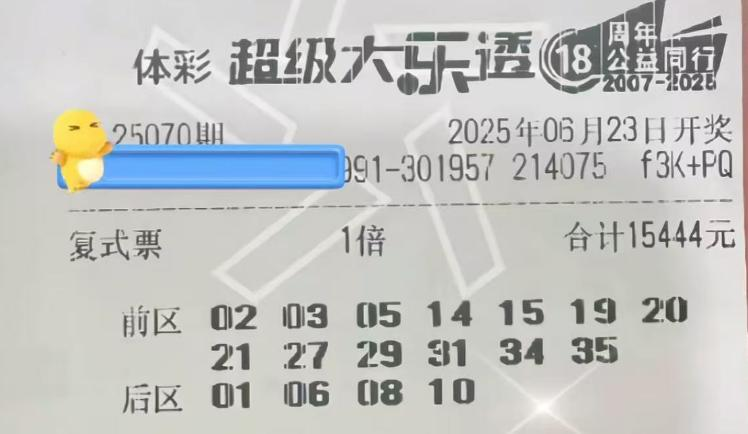 体彩 超级大乐透 18 周年
公益同行
2007-2025
25070期 2025年06月23日开奖
991-301957 214075 f3K+PQ
复式票 1倍 合计15444元
前区 02 03 05 14 15 19 20
21 27 29 31 34 35
后区 01 06 08 10